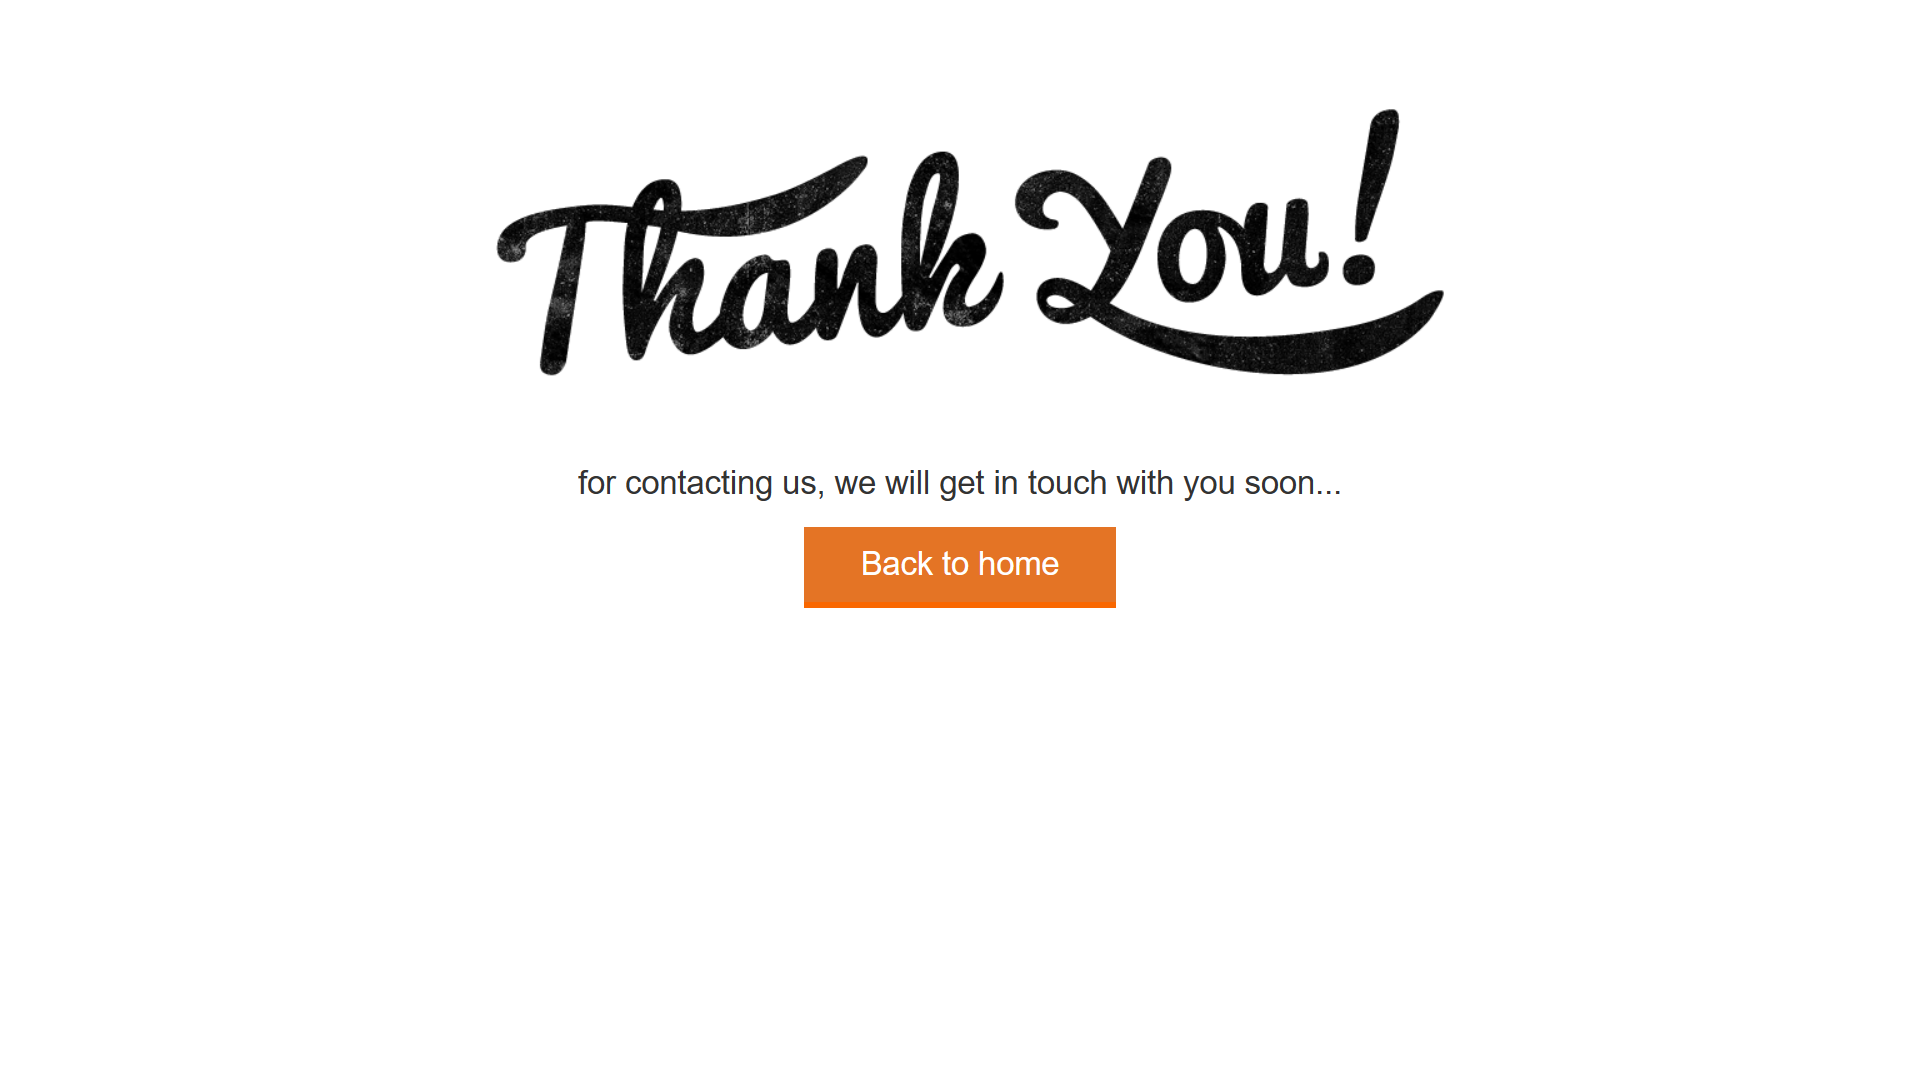 Thank You!
for contacting us, we will get in touch with you soon...
Back to home